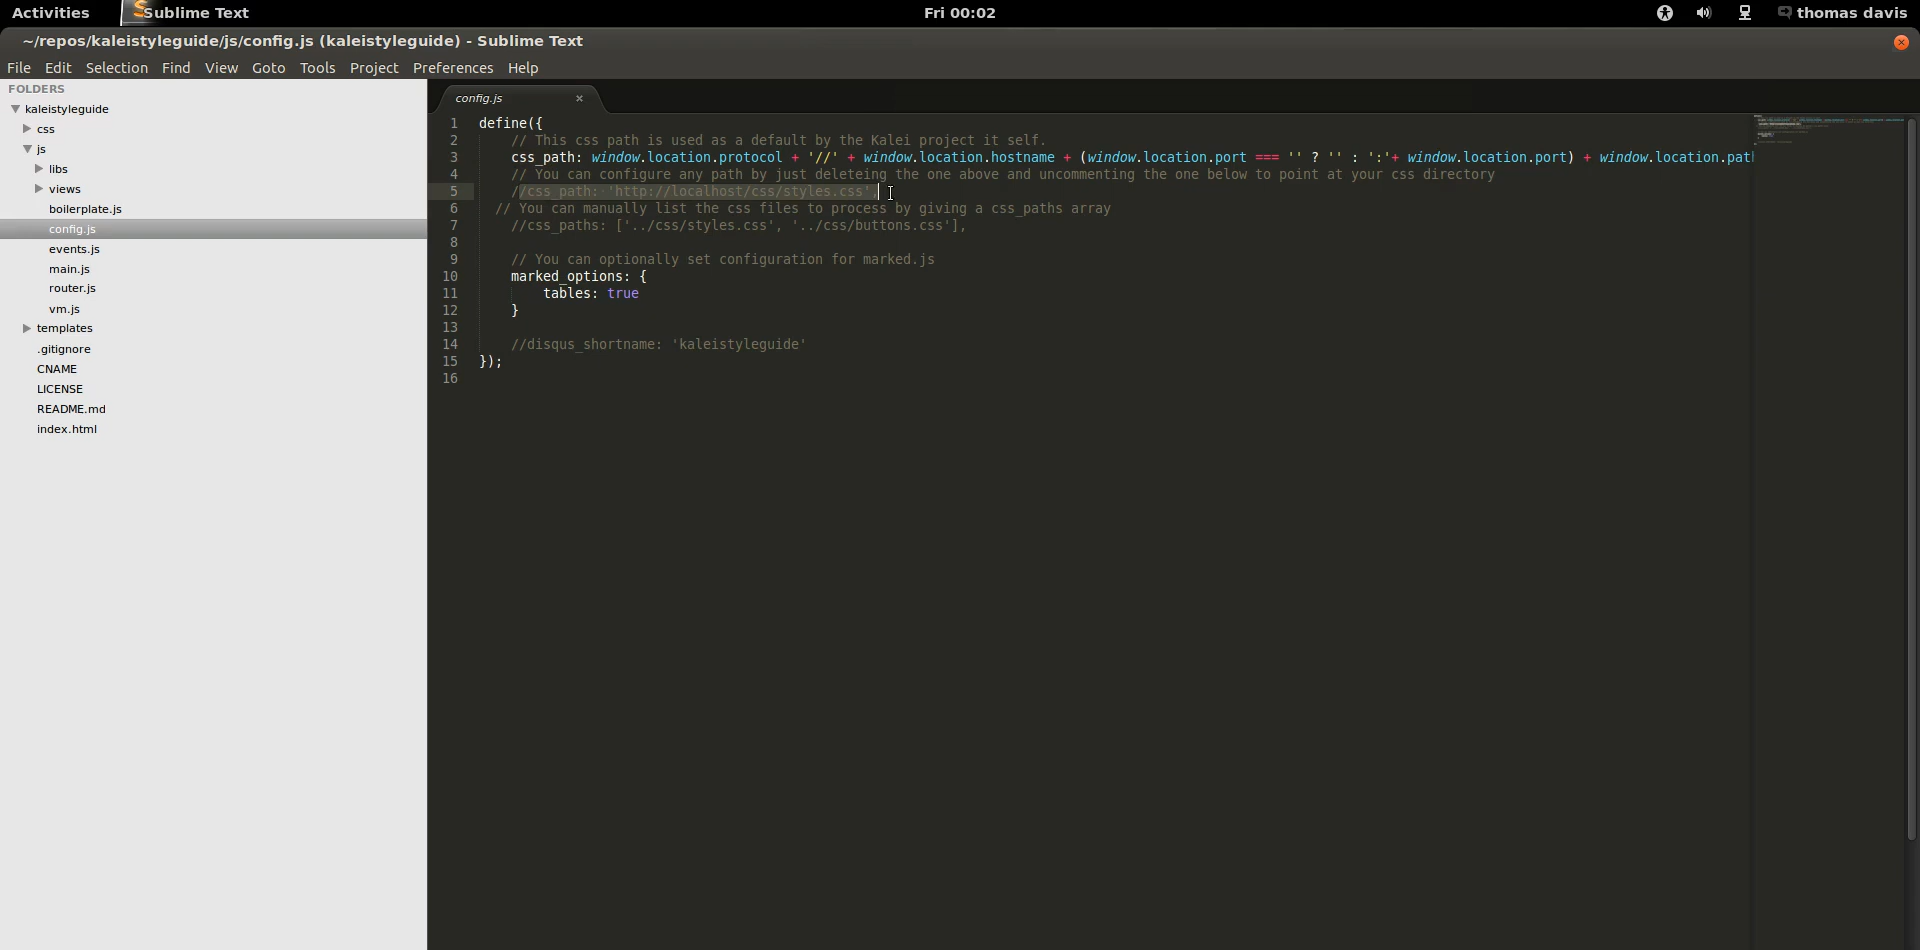 Activities
Sublime Text
Fri 00:02
thomas davis
~/repos/kaleistyleguide/js/config.js (kaleistyleguide) - Sublime Text
File Edit Selection Find View Goto Tools Project Preferences Help
FOLDERS
kaleistyleguide
css
js
libs
views
boilerplate.js
config.js
events.js
main.js
router.js
vm.js
templates
.gitignore
CNAME
LICENSE
README.md
index.html
config.js ×
1 define({
2 // This css path is used as a default by the Kalei project it self.
3 css_path: window.location.protocol + '//' + window.location.hostname + (window.location.port === '' ? '' : ':'+ window.location.port) + window.location.pat
4 // You can configure any path by just deleteing the one above and uncommenting the one below to point at your css directory
5 //css_path: 'http://localhost/css/styles.css',
6 // You can manually list the css files to process by giving a css_paths array
7 //css_paths: ['../css/styles.css', '../css/buttons.css'],
8
9 // You can optionally set configuration for marked.js
10 marked_options: {
11 tables: true
12 }
13
14 //disqus_shortname: 'kaleistyleguide'
15 });
16